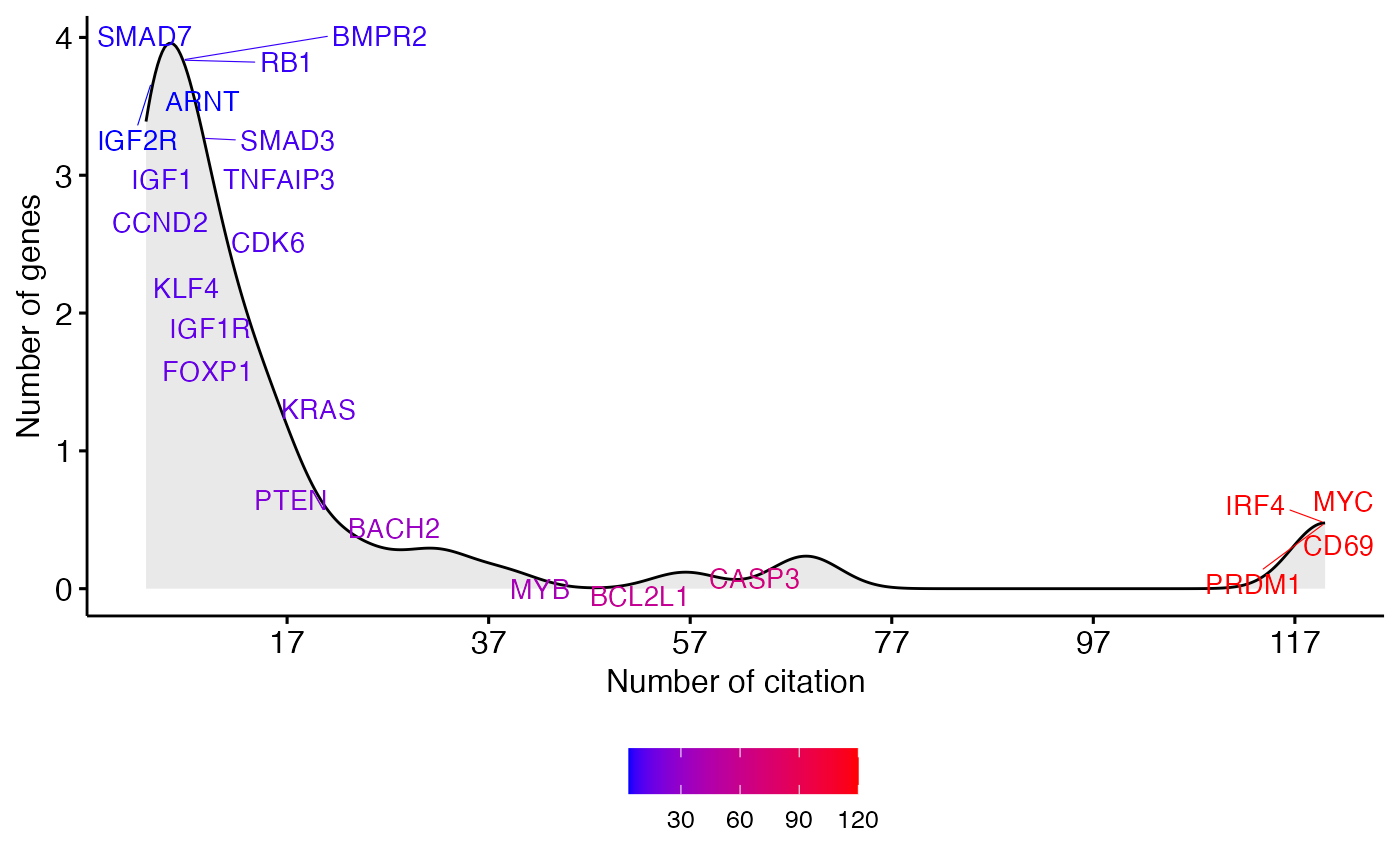 4
SMAD7
BMPR2
RB1
ARNT
IGF2R
SMAD3
3
IGF1
TNFAIP3
CCND2
CDK6
KLF4
2
IGF1R
FOXP1
KRAS
1
PTEN
BACH2
IRF4
MYC
CD69
0
MYB
BCL2L1
CASP3
PRDM1
Number of genes
17 37 57 77 97 117
Number of citation
30 60 90 120